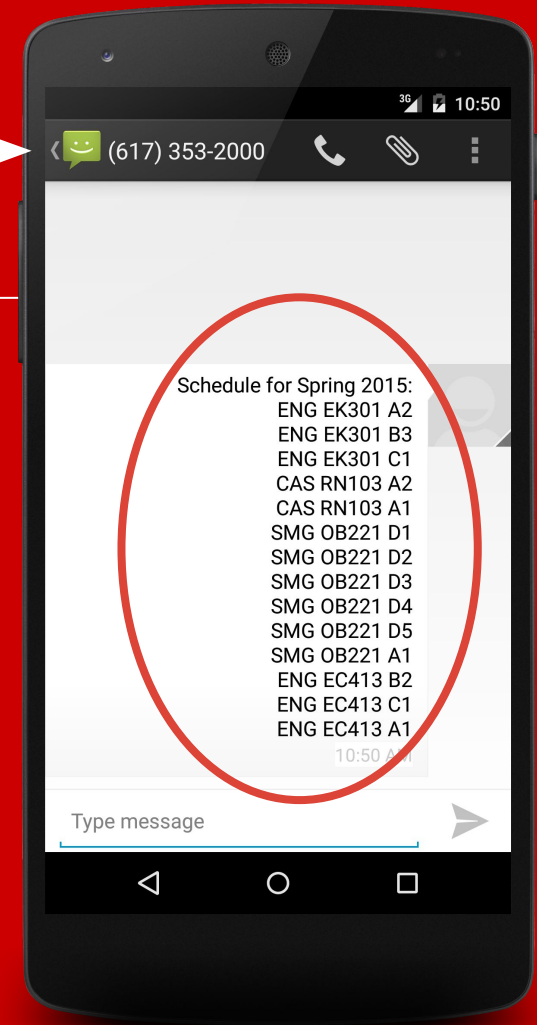 3G 10:50
(617) 353-2000
Schedule for Spring 2015:
ENG EK301 A2
ENG EK301 B3
ENG EK301 C1
CAS RN103 A2
CAS RN103 A1
SMG OB221 D1
SMG OB221 D2
SMG OB221 D3
SMG OB221 D4
SMG OB221 D5
SMG OB221 A1
ENG EC413 B2
ENG EC413 C1
ENG EC413 A1
10:50 AM
Type message